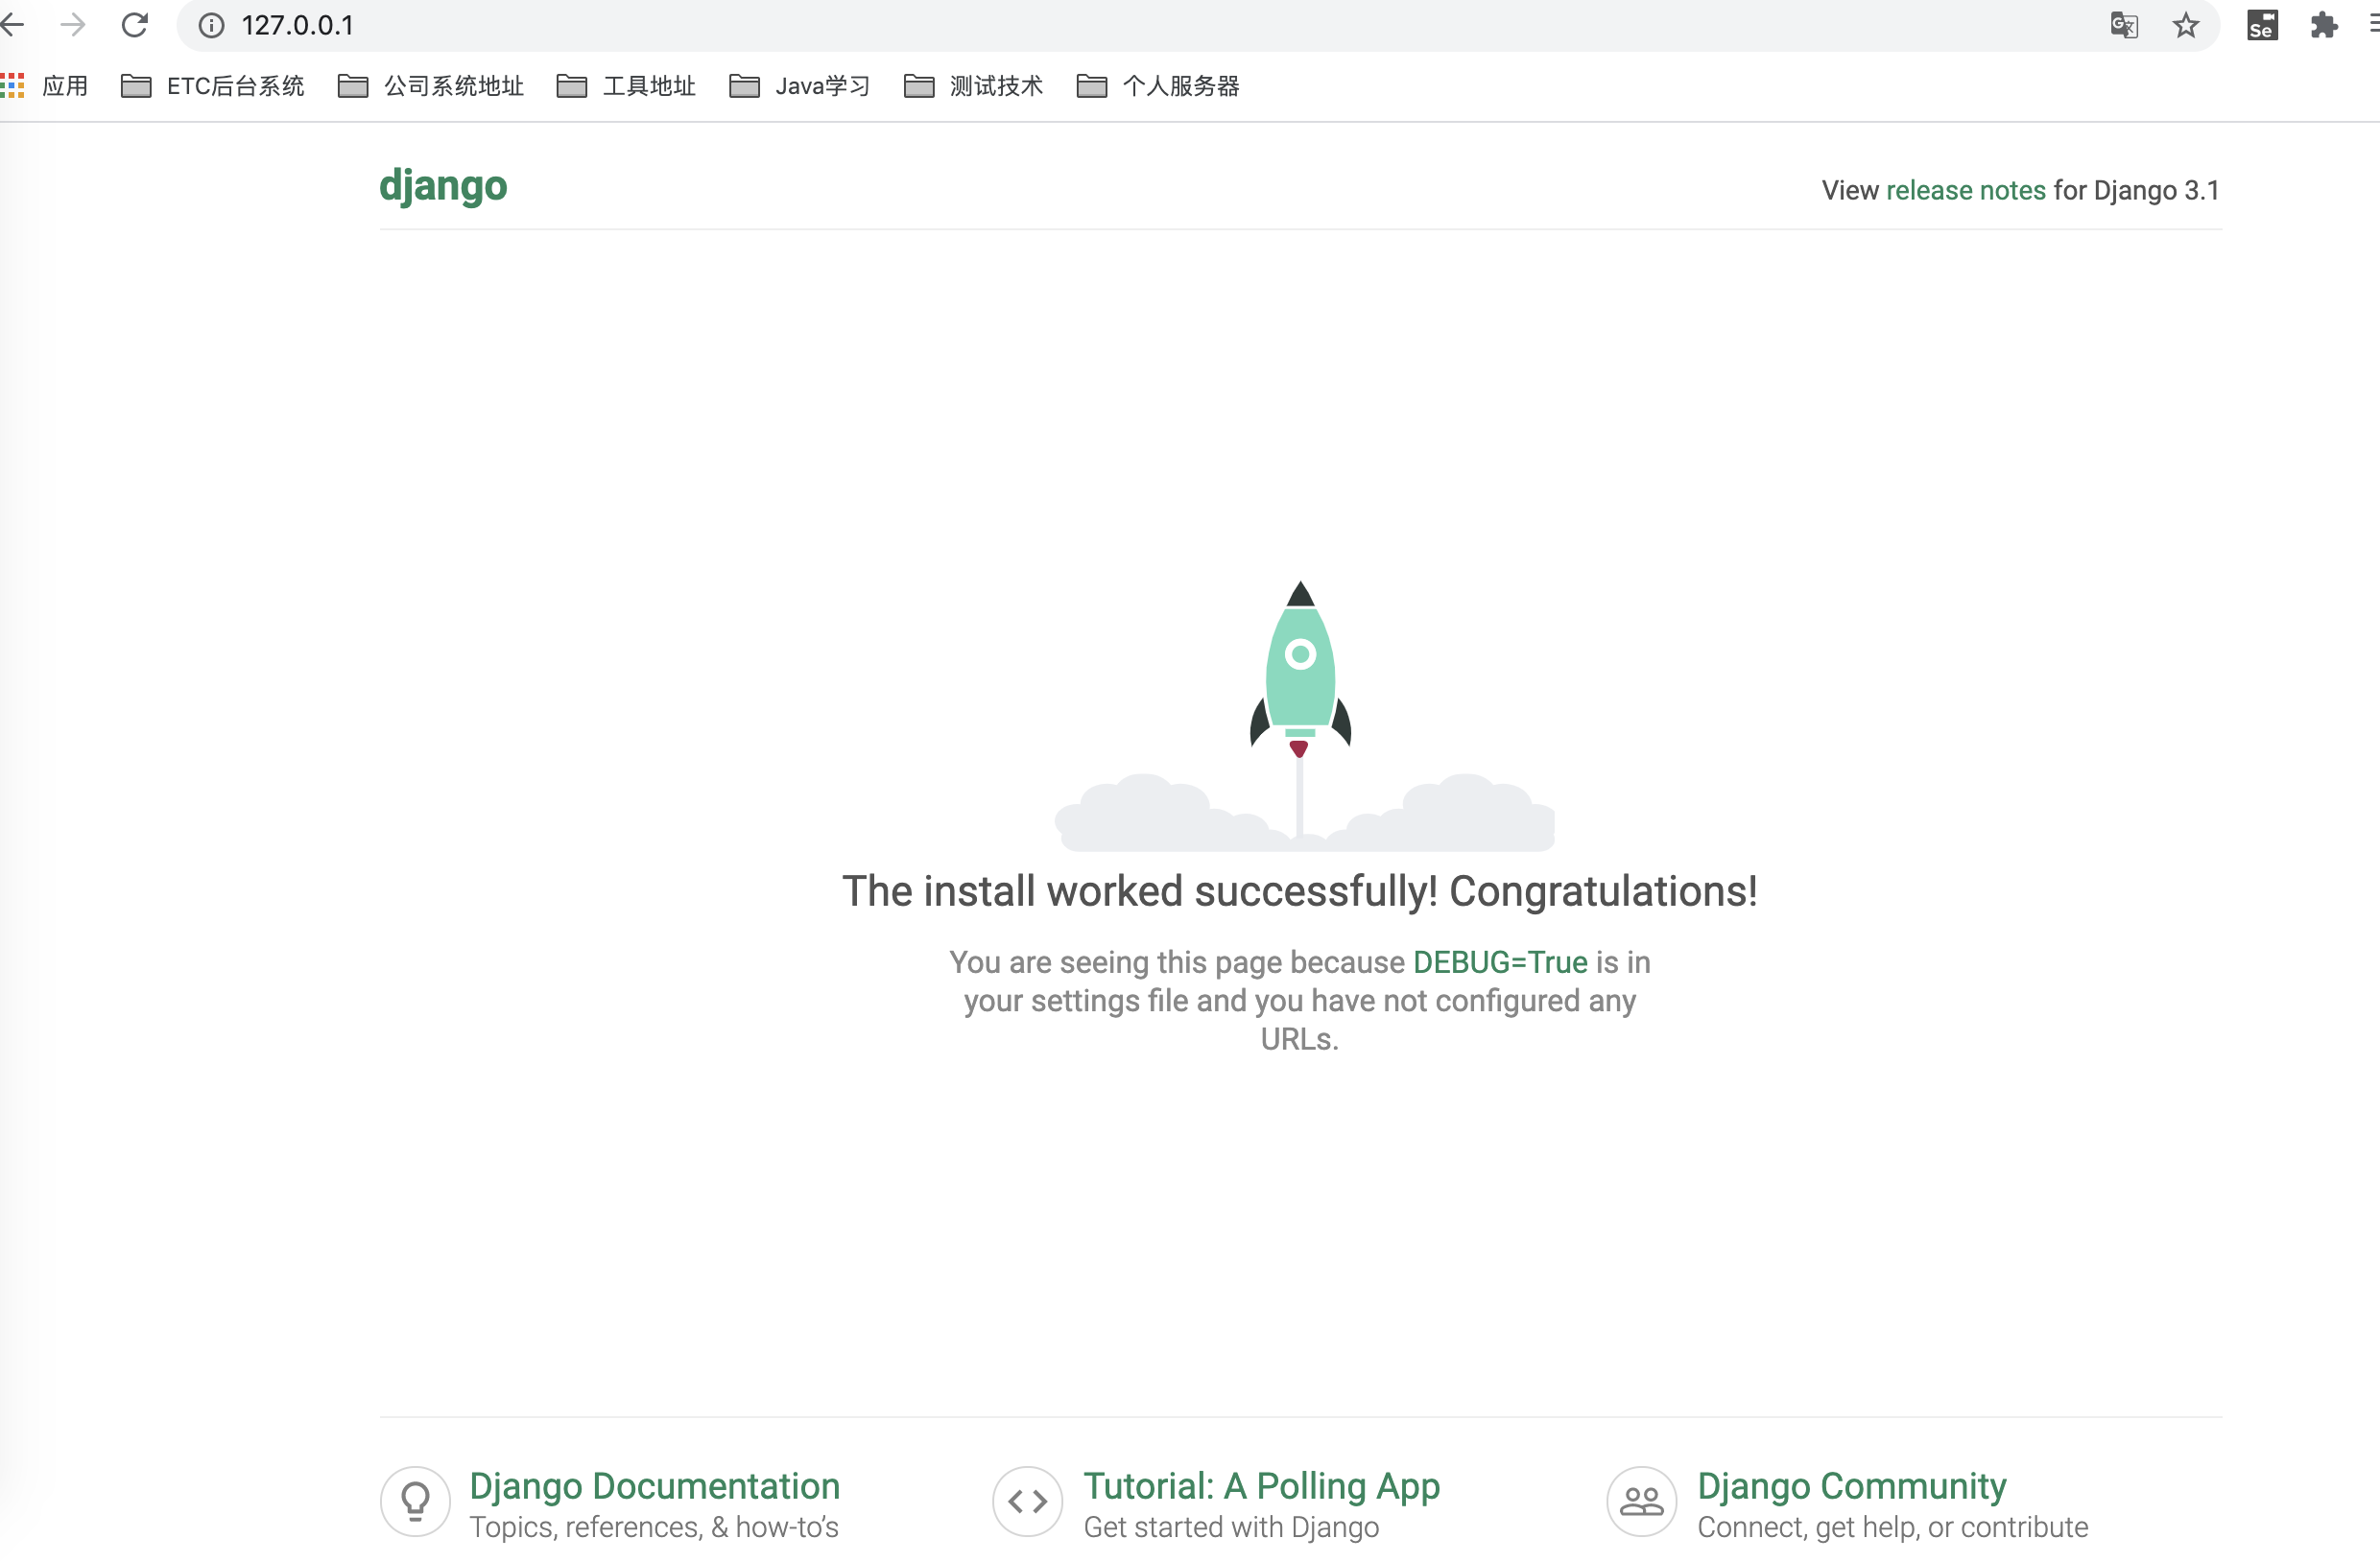 127.0.0.1
Se
应用 ETC后台系统 公司系统地址 工具地址 Java学习 测试技术 个人服务器
django
View release notes for Django 3.1
The install worked successfully! Congratulations!
You are seeing this page because DEBUG=True is in
your settings file and you have not configured any
URLs.
Django Documentation
Topics, references, & how-to’s
Tutorial: A Polling App
Get started with Django
Django Community
Connect, get help, or contribute